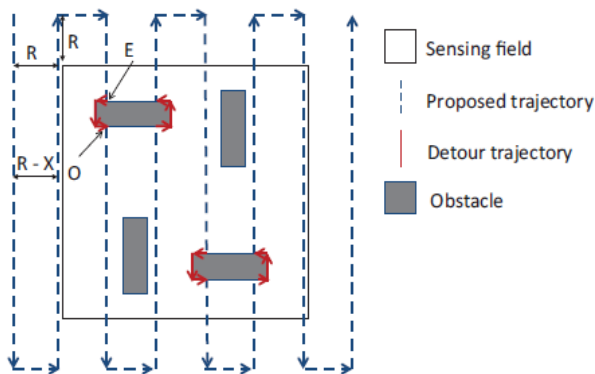 R
R
E
R - X
O
Sensing field
Proposed trajectory
Detour trajectory
Obstacle